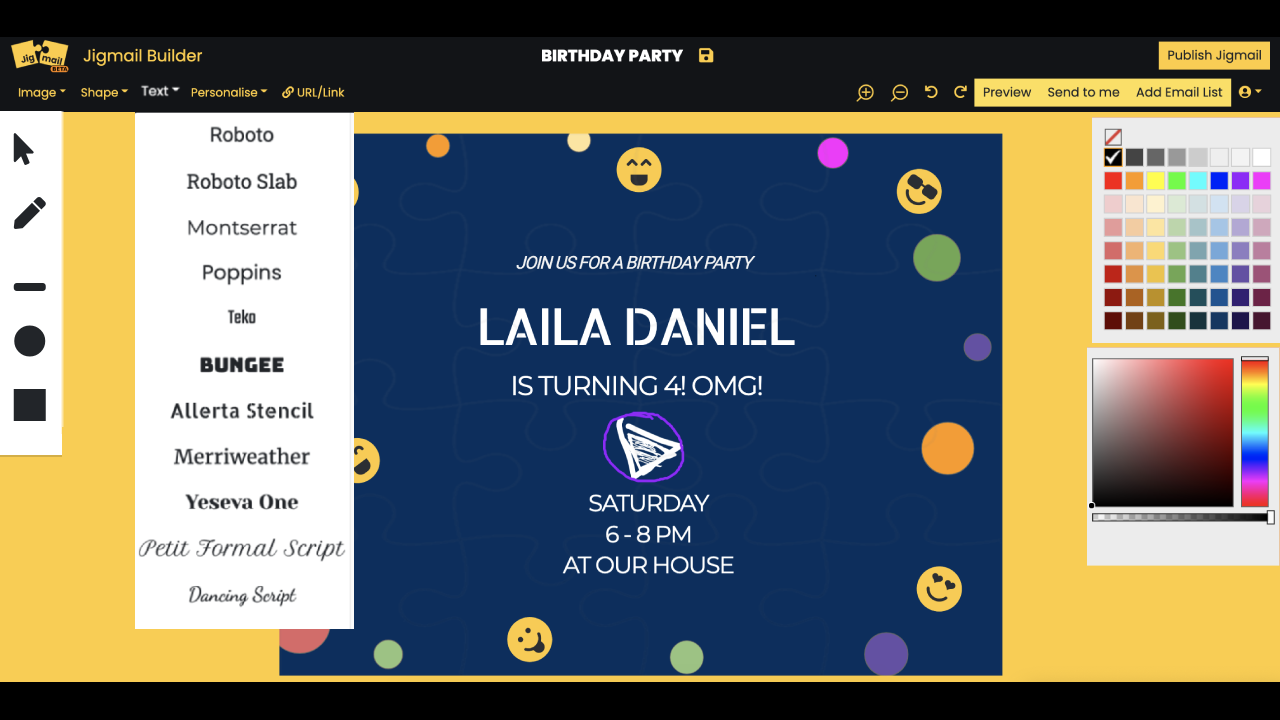 Jig mail
BETA
Jigmail Builder
BIRTHDAY PARTY
Publish Jigmail
Image
Shape
Text
Personalise
URL/Link
Preview
Send to me
Add Email List
Roboto
Roboto Slab
Montserrat
Poppins
Teko
BUNGEE
Allerta Stencil
Merriweather
Yeseva One
Petit Formal Script
Dancing Script
JOIN US FOR A BIRTHDAY PARTY
LAILA DANIEL
IS TURNING 4! OMG!
SATURDAY
6 - 8 PM
AT OUR HOUSE